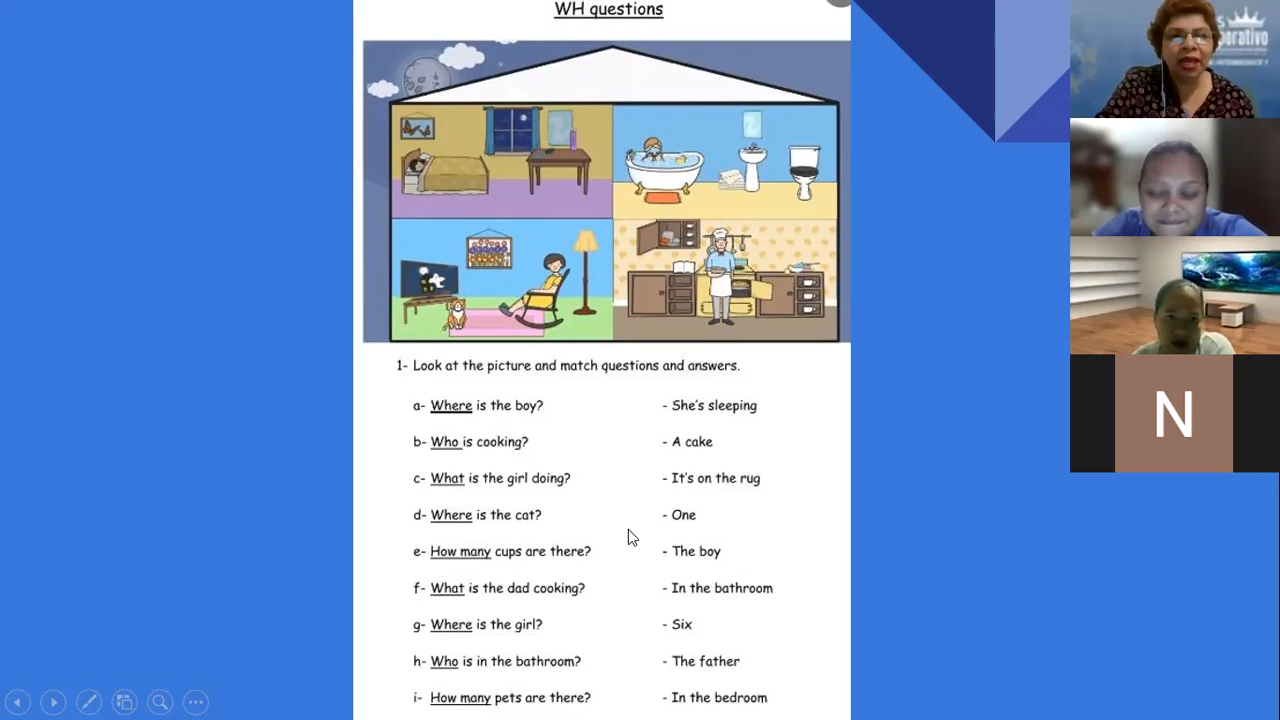 WH questions
1- Look at the picture and match questions and answers.
a- Where is the boy? - She's sleeping
b- Who is cooking? - A cake
c- What is the girl doing? - It's on the rug
d- Where is the cat? - One
e- How many cups are there? - The boy
f- What is the dad cooking? - In the bathroom
g- Where is the girl? - Six
h- Who is in the bathroom? - The father
i- How many pets are there? - In the bedroom
N